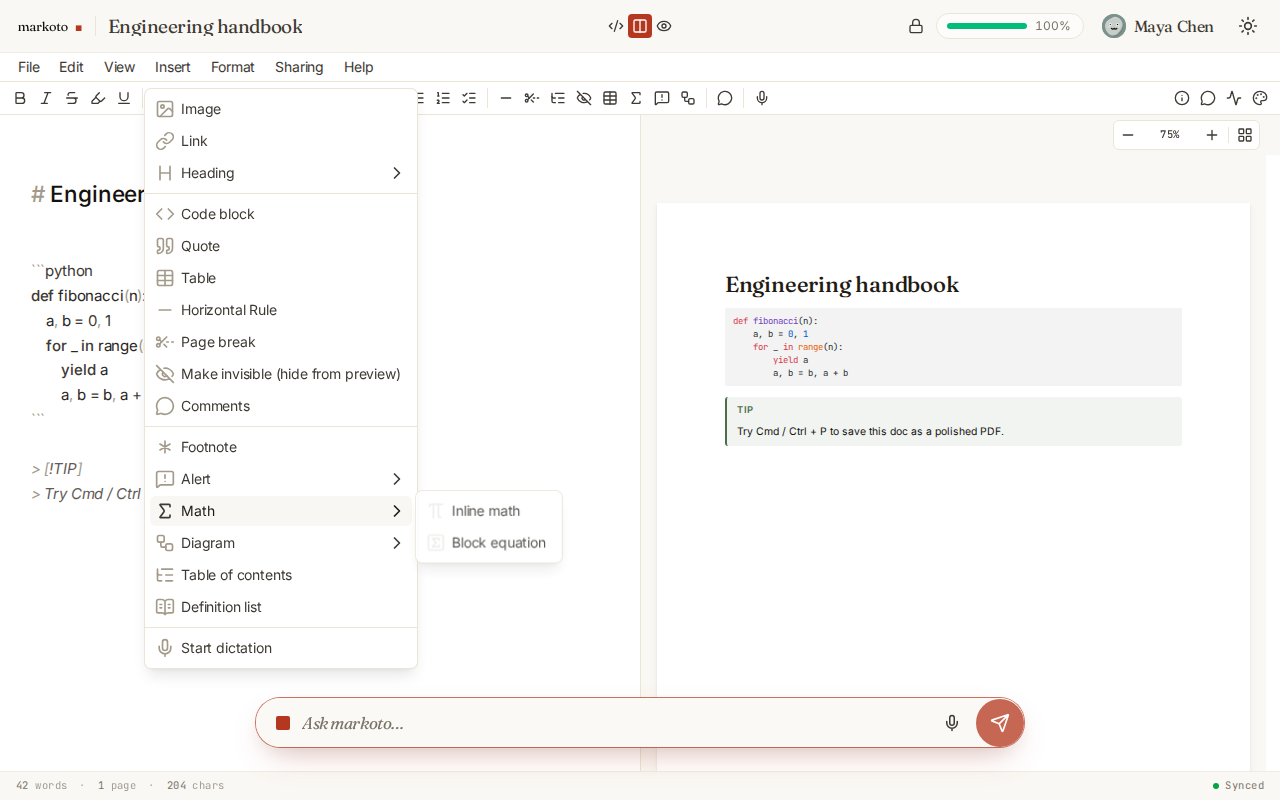 markoto
Engineering handbook
100%
Maya Chen
File Edit View Insert Format Sharing Help
Image
Link
Heading
Code block
Quote
Table
Horizontal Rule
Page break
Make invisible (hide from preview)
Comments
Footnote
Alert
Math
Diagram
Table of contents
Definition list
Start dictation
Inline math
Block equation
# Engineer
```python
def fibonacci(n):
a, b = 0, 1
for _ in range(
yield a
a, b = b, a +
```
> [!TIP]
> Try Cmd / Ctrl
75%
Engineering handbook
def fibonacci(n):
a, b = 0, 1
for _ in range(n):
yield a
a, b = b, a + b
TIP
Try Cmd / Ctrl + P to save this doc as a polished PDF.
Ask markoto...
42 words · 1 page · 204 chars
Synced